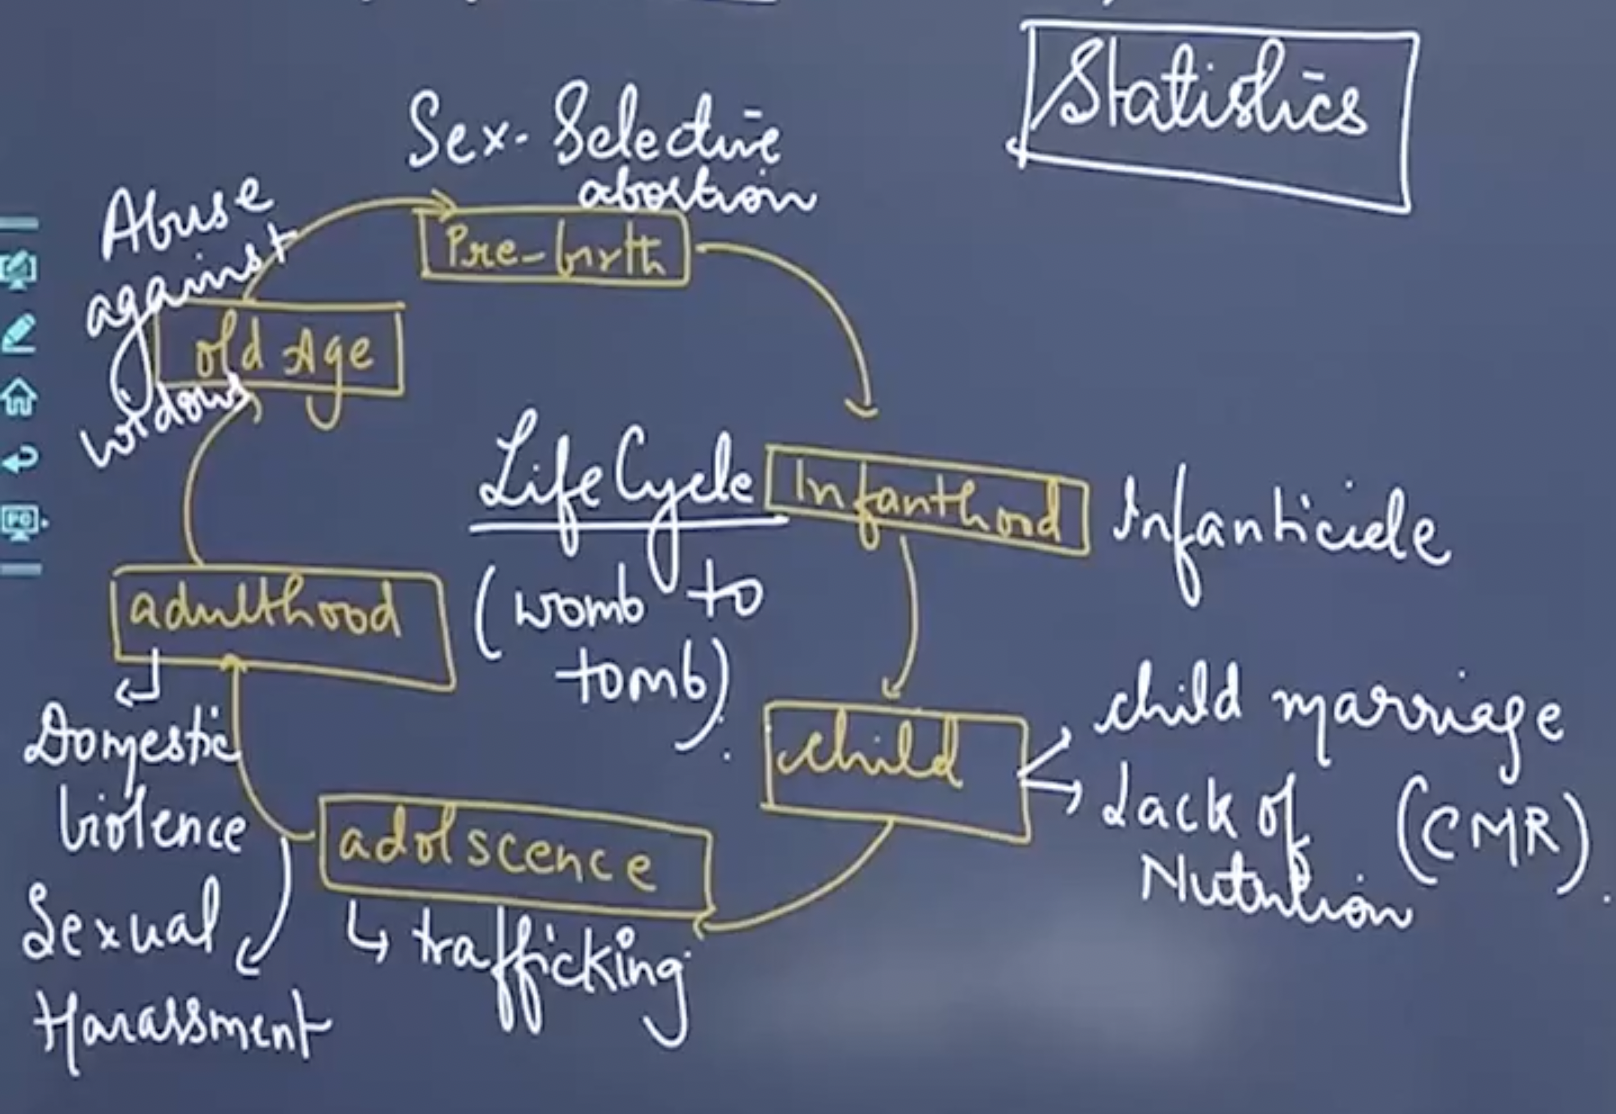 Statistics
Sex-Selective
abortion
Pre-birth
Abuse
against
widows
old Age
Life Cycle
(womb to
tomb).
Infanthood
Infanticide
child
child marriage
Lack of
Nutrition
(CMR).
adolscence
trafficking
adulthood
Domestic
Violence
Sexual
Harassment